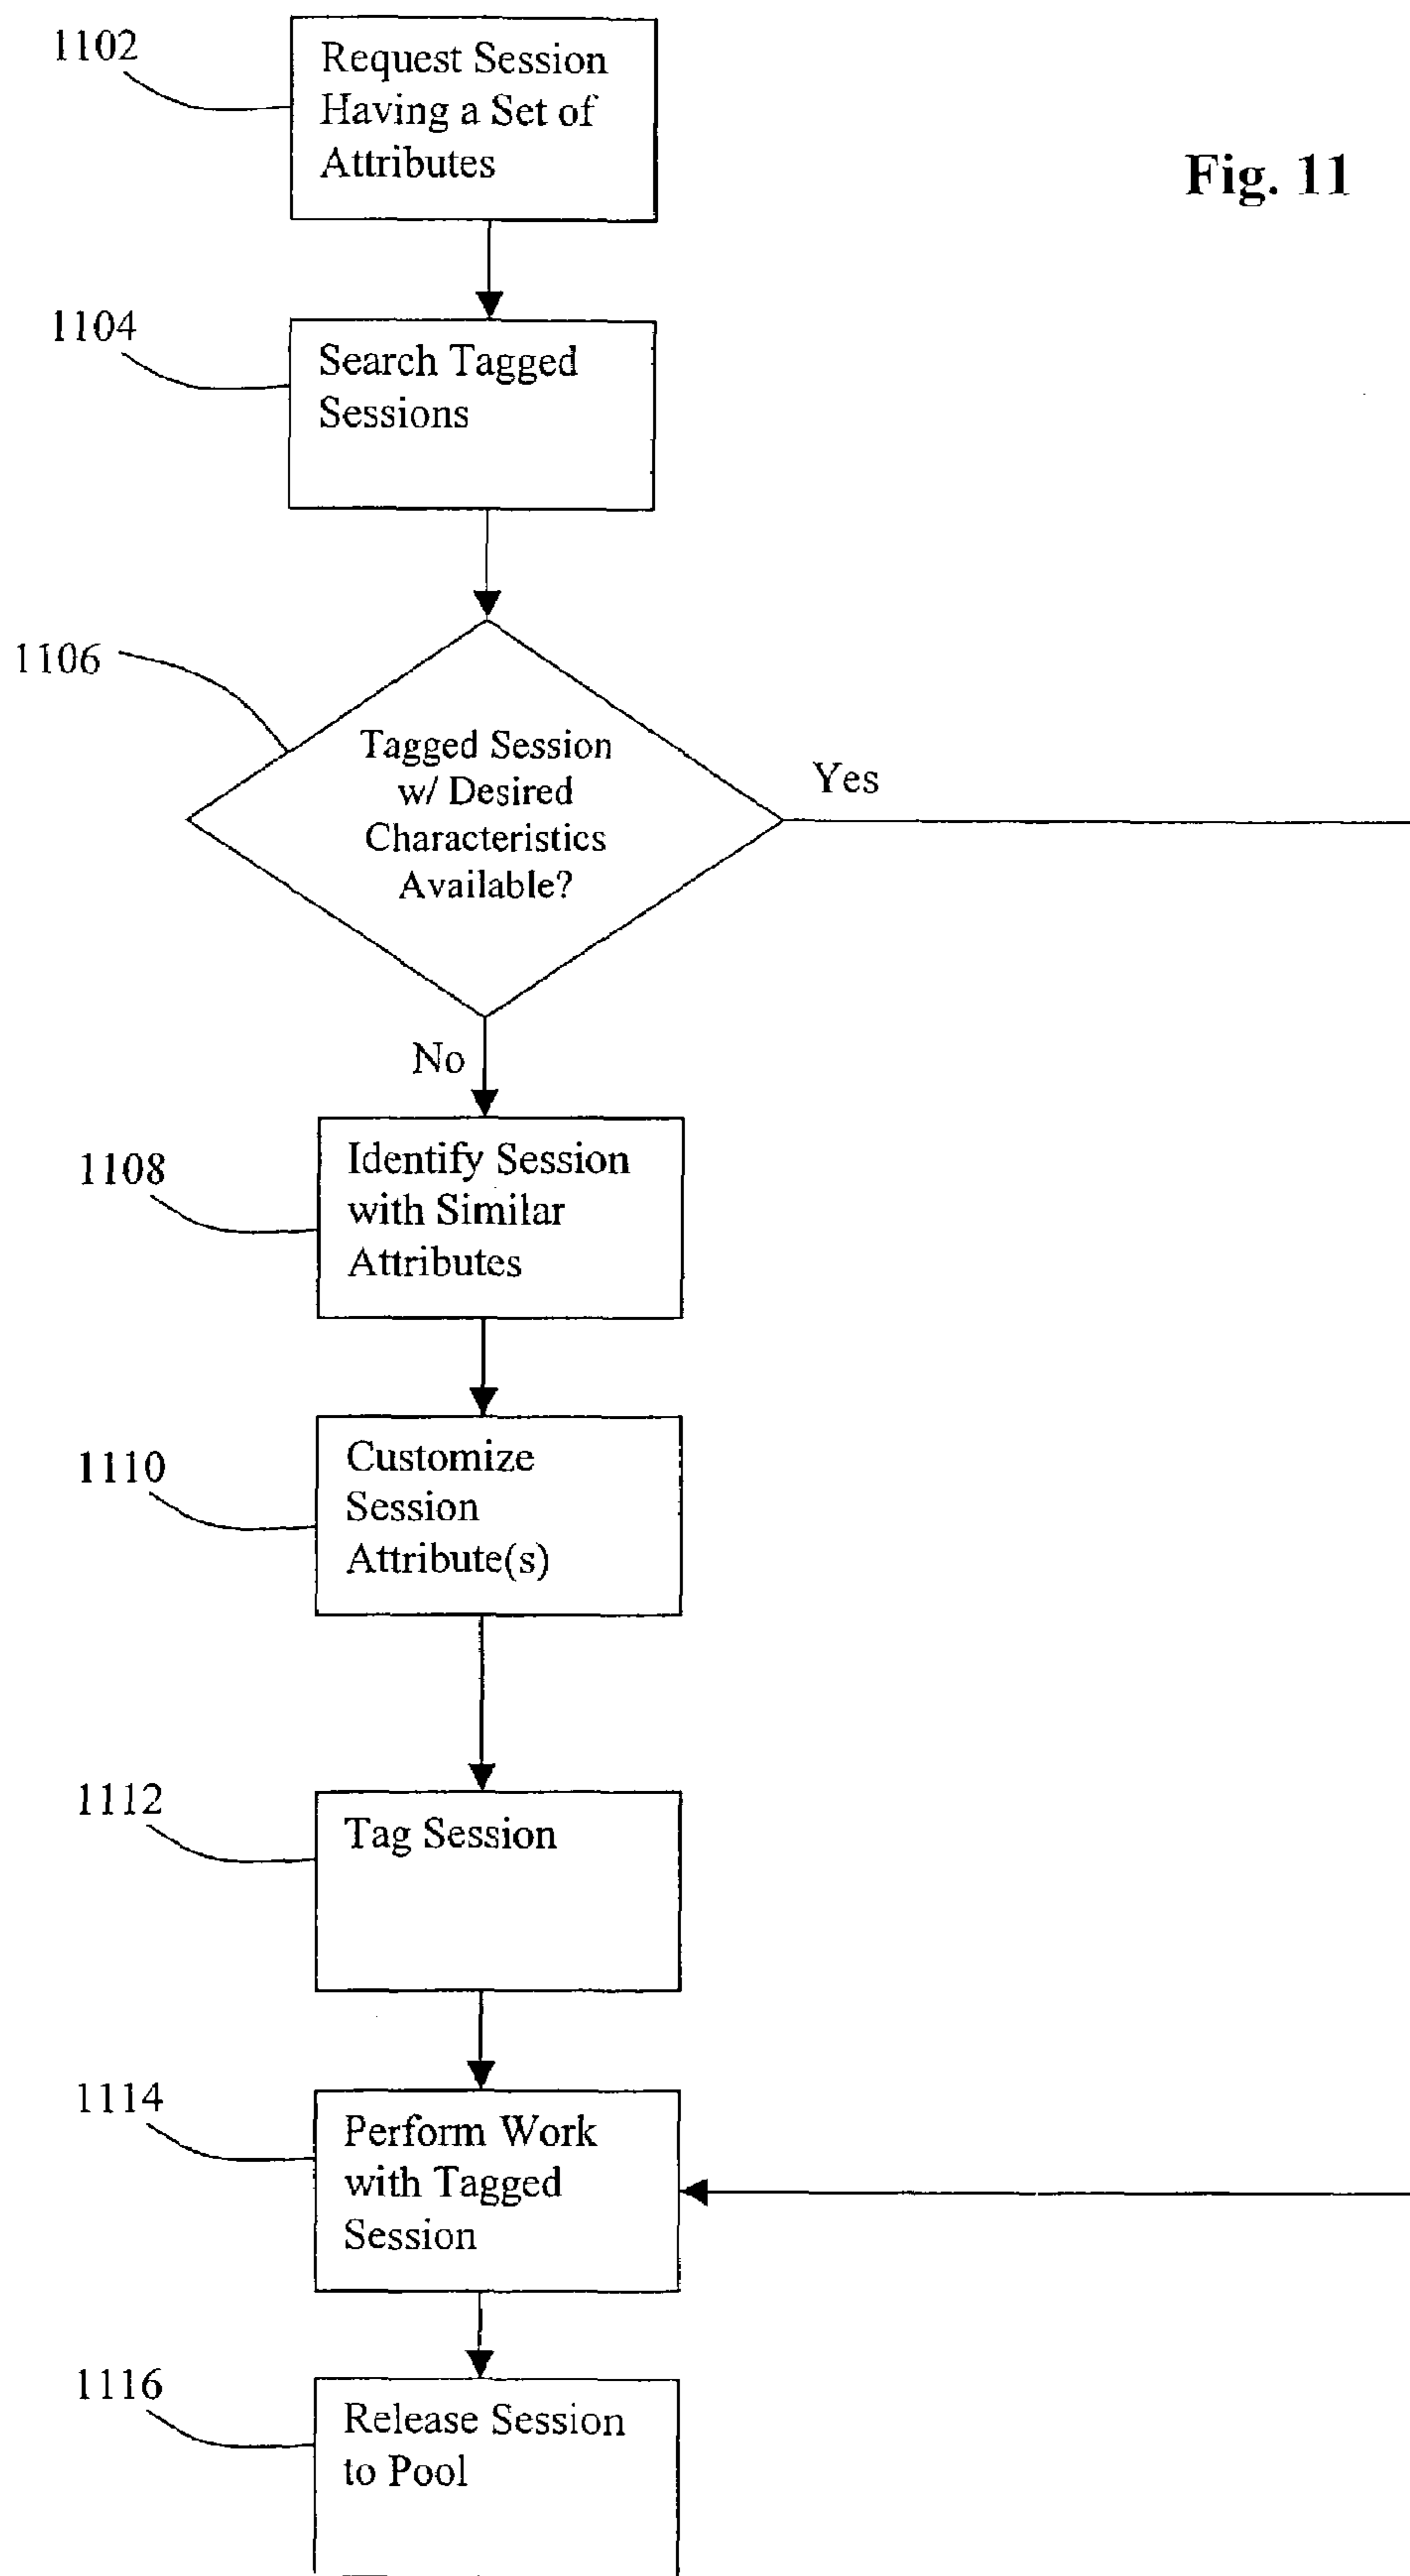 1102
Request Session
Having a Set of
Attributes
Fig. 11
1104
Search Tagged
Sessions
1106
Tagged Session
w/ Desired
Characteristics
Available?
Yes
No
1108
Identify Session
with Similar
Attributes
1110
Customize
Session
Attribute(s)
1112
Tag Session
1114
Perform Work
with Tagged
Session
1116
Release Session
to Pool